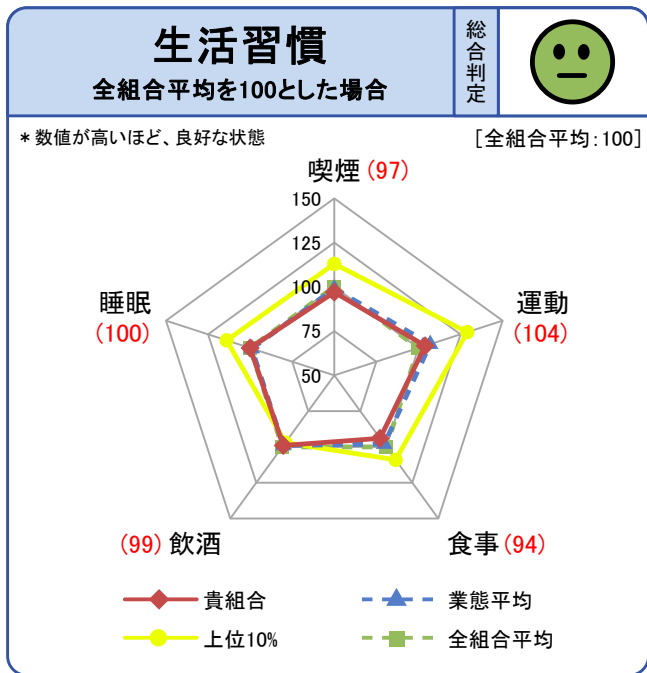 生活習慣
全組合平均を100とした場合
総合判定
*数値が高いほど、良好な状態
[全組合平均:100]
喫煙(97)
150
125
100
75
50
睡眠
(100)
運動
(104)
(99)飲酒
食事(94)
貴組合
業態平均
上位10%
全組合平均